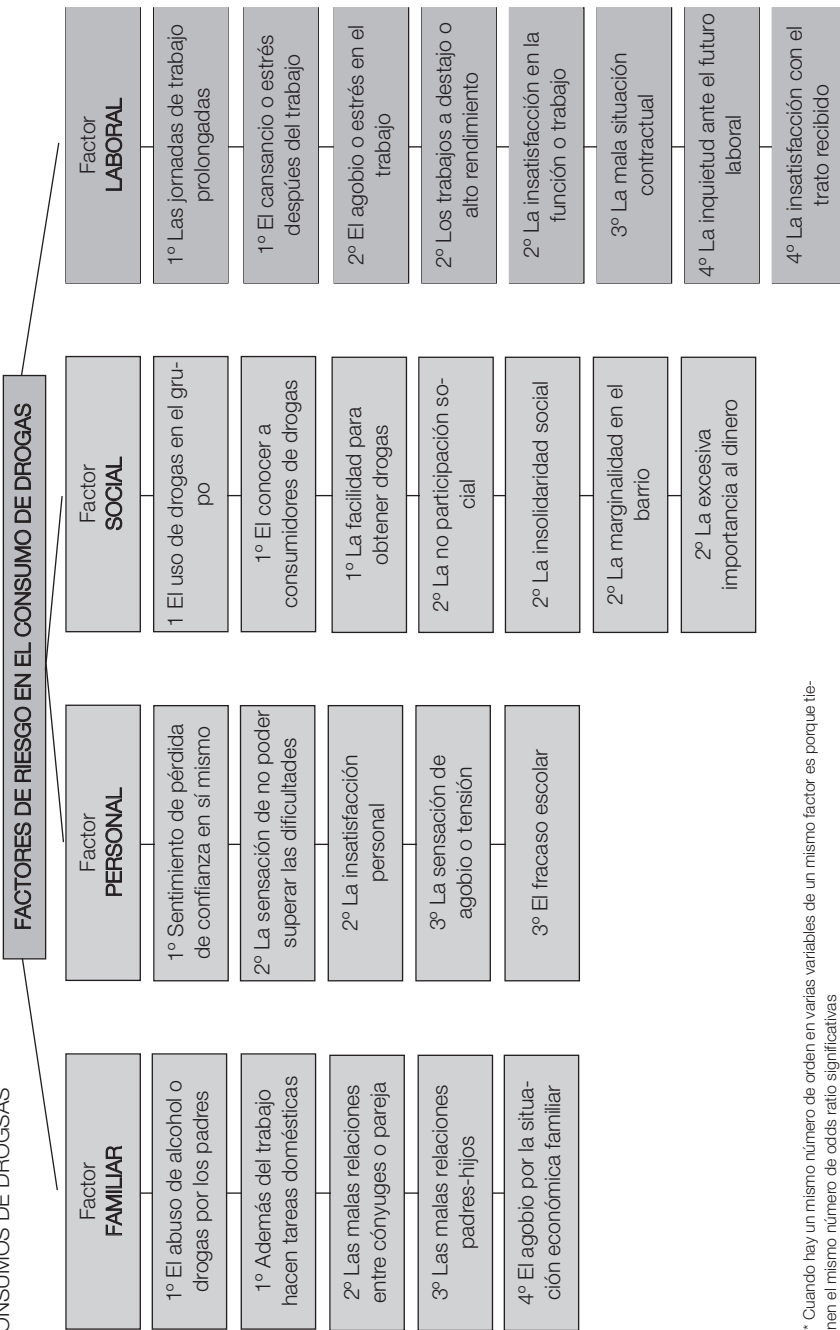 ONSUMOS DE DROGSAS
FACTORES DE RIESGO EN EL CONSUMO DE DROGAS
Factor
FAMILIAR
1º El abuso de alcohol o
drogas por los padres
1º Además del trabajo
hacen tareas domésticas
2º Las malas relaciones
entre cónyuges o pareja
3º Las malas relaciones
padres-hijos
4º El agobio por la situa-
ción económica familiar
Factor
PERSONAL
1º Sentimiento de pérdida
de confianza en sí mismo
2º La sensación de no poder
superar las dificultades
2º La insatisfacción
personal
3º La sensación de
agobio o tensión
3º El fracaso escolar
Factor
SOCIAL
1 El uso de drogas en el gru-
po
1º El conocer a
consumidores de drogas
1º La facilidad para
obtener drogas
2º La no participación so-
cial
2º La insolidaridad social
2º La marginalidad en el
barrio
2º La excesiva
importancia al dinero
Factor
LABORAL
1º Las jornadas de trabajo
prolongadas
1º El cansancio o estrés
despúes del trabajo
2º El agobio o estrés en el
trabajo
2º Los trabajos a destajo o
alto rendimiento
2º La insatisfacción en la
función o trabajo
3º La mala situación
contractual
4º La inquietud ante el futuro
laboral
4º La insatisfacción con el
trato recibido
* Cuando hay un mismo número de orden en varias variables de un mismo factor es porque tie-
nen el mismo número de odds ratio significativas